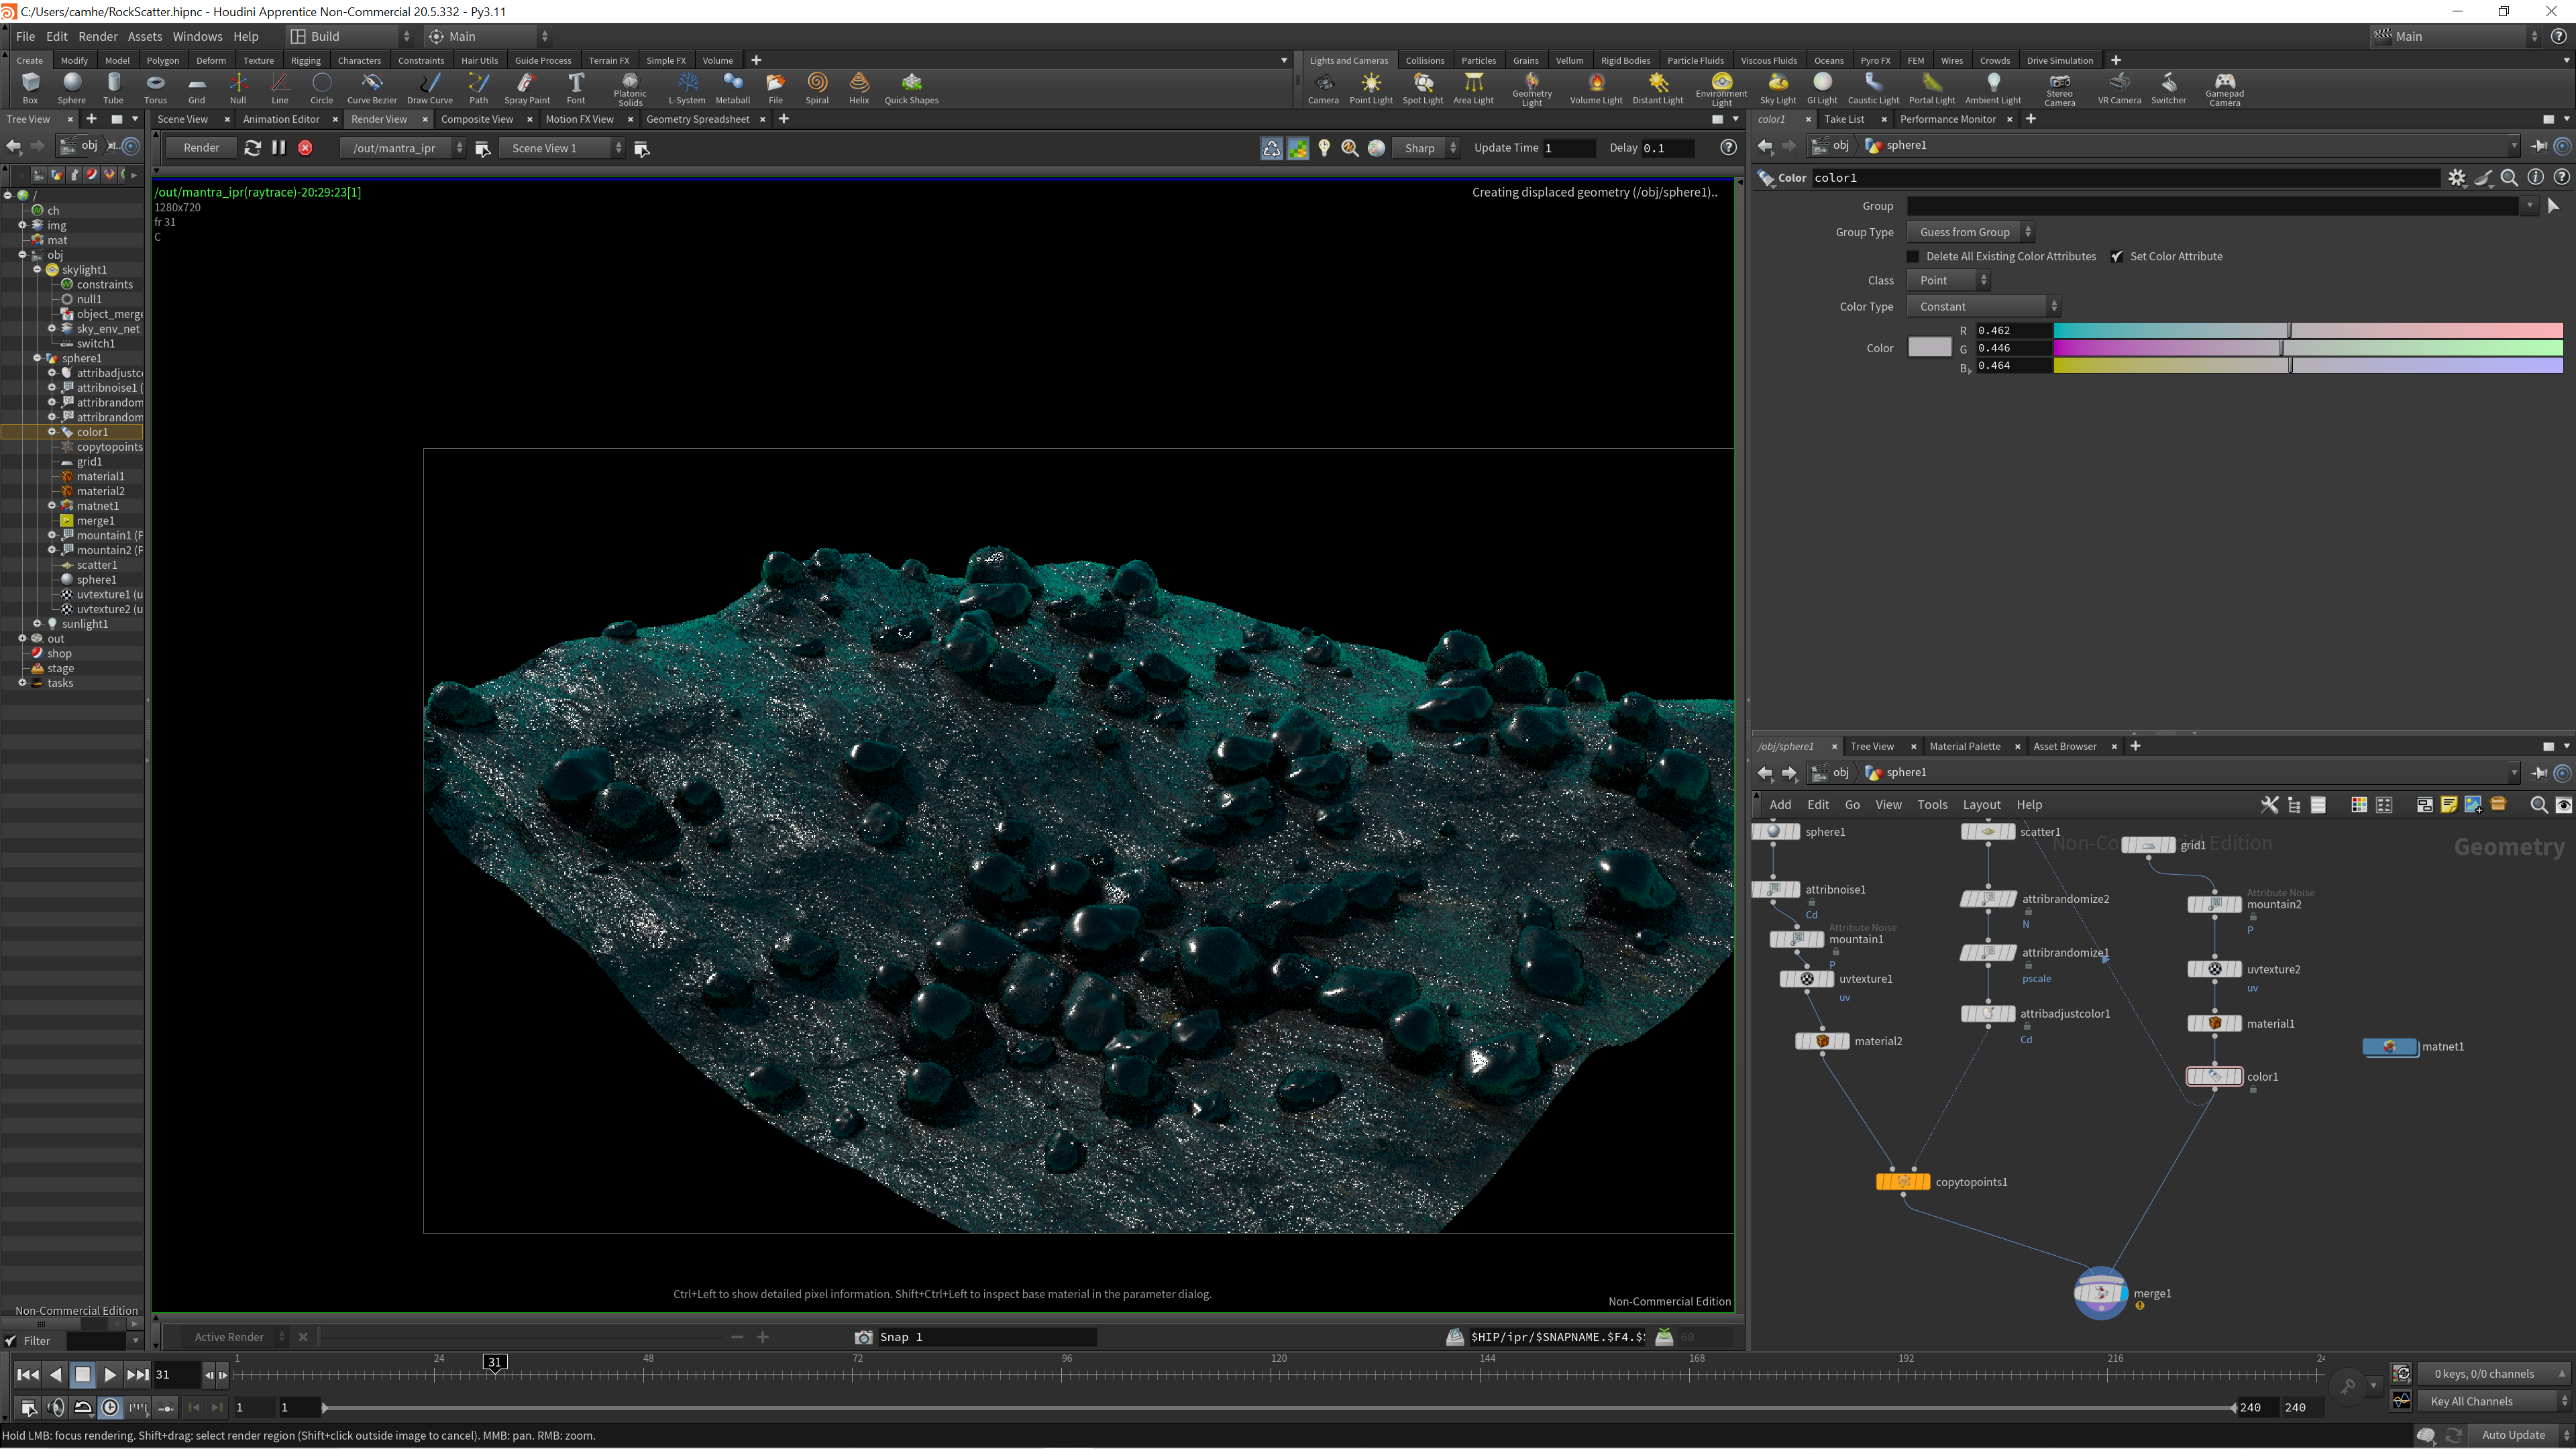 C:/Users/camhe/RockScatter.hipnc - Houdini Apprentice Non-Commercial 20.5.332 - Py3.11
File Edit Render Assets Windows Help Build Main Main
Create Modify Model Polygon Deform Texture Rigging Characters Constraints Hair Utils Guide Process Terrain FX Simple FX Volume
Lights and Cameras Collisions Particles Grains Vellum Rigid Bodies Particle Fluids Viscous Fluids Oceans Pyro FX FEM Wires Crowds Drive Simulation
Box Sphere Tube Torus Grid Null Line Circle Curve Bezier Draw Curve Path Spray Paint Font Platonic Solids L-System Metaball File Spiral Helix Quick Shapes
Camera Point Light Spot Light Area Light Geometry Light Volume Light Distant Light Environment Light Sky Light GI Light Caustic Light Portal Light Ambient Light Stereo Camera VR Camera Switcher Gamepad Camera
Tree View
obj
/
ch
img
mat
obj
skylight1
constraints
null1
object_merge
sky_env_net
switch1
sphere1
attribadjustc
attribnoise1 (
attribrandom
attribrandom
color1
copytopoints
grid1
material1
material2
matnet1
merge1
mountain1 (F
mountain2 (F
scatter1
sphere1
uvtexture1 (u
uvtexture2 (u
sunlight1
out
shop
stage
tasks
Non-Commercial Edition
Filter
Scene View Animation Editor Render View Composite View Motion FX View Geometry Spreadsheet
Render /out/mantra_ipr Scene View 1 Sharp Update Time 1 Delay 0.1
/out/mantra_ipr(raytrace)-20:29:23[1]
Creating displaced geometry (/obj/sphere1)..
1280x720
fr 31
C
Ctrl+Left to show detailed pixel information. Shift+Ctrl+Left to inspect base material in the parameter dialog.
Non-Commercial Edition
Active Render Snap 1 $HIP/ipr/$SNAPNAME.$F4.$ 60
color1 Take List Performance Monitor
obj sphere1
Color color1
Group
Group Type Guess from Group
Delete All Existing Color Attributes Set Color Attribute
Class Point
Color Type Constant
R 0.462
Color G 0.446
B 0.464
/obj/sphere1 Tree View Material Palette Asset Browser
obj sphere1
Add Edit Go View Tools Layout Help
Non-Commercial Edition
Geometry
sphere1
attribnoise1
Cd
Attribute Noise
mountain1
P
uvtexture1
uv
material2
scatter1
attribrandomize2
N
attribrandomize1
pscale
attribadjustcolor1
Cd
grid1
Attribute Noise
mountain2
P
uvtexture2
uv
material1
color1
matnet1
copytopoints1
merge1
31 1 24 31 48 72 96 120 144 168 192 216 24
0 keys, 0/0 channels
1 1 240 240
Key All Channels
Hold LMB: focus rendering. Shift+drag: select render region (Shift+click outside image to cancel). MMB: pan. RMB: zoom.
Auto Update